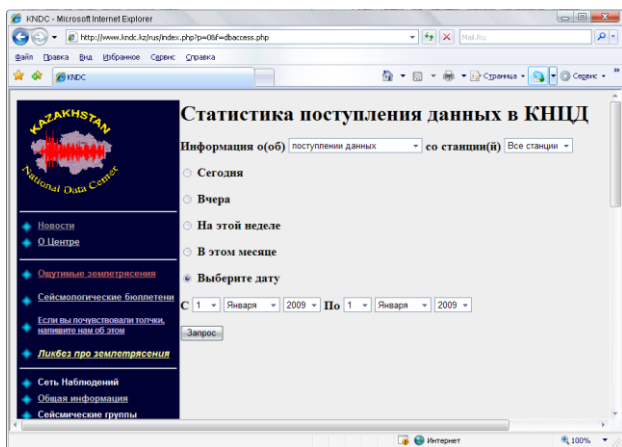 KNDC - Microsoft Internet Explorer
http://www.kndc.kz/rus/index.php?p=0&f=dbaccess.php
Mail.Ru
Файл Правка Вид Избранное Сервис Справка
KNDC
Страница
Сервис
KAZAKHSTAN
National Data Center
Новости
О Центре
Ощутимые землетрясения
Сейсмологические бюллетени
Если вы почувствовали толчки,
напишите нам об этом
Ликбез про землетрясения
Сеть Наблюдений
Общая информация
Сейсмические группы
Статистика поступления данных в КНЦД
Информация о(об) поступлении данных со станции(й) Все станции
Сегодня
Вчера
На этой неделе
В этом месяце
Выберите дату
С 1 Января 2009 По 1 Января 2009
Запрос
Интернет
100%